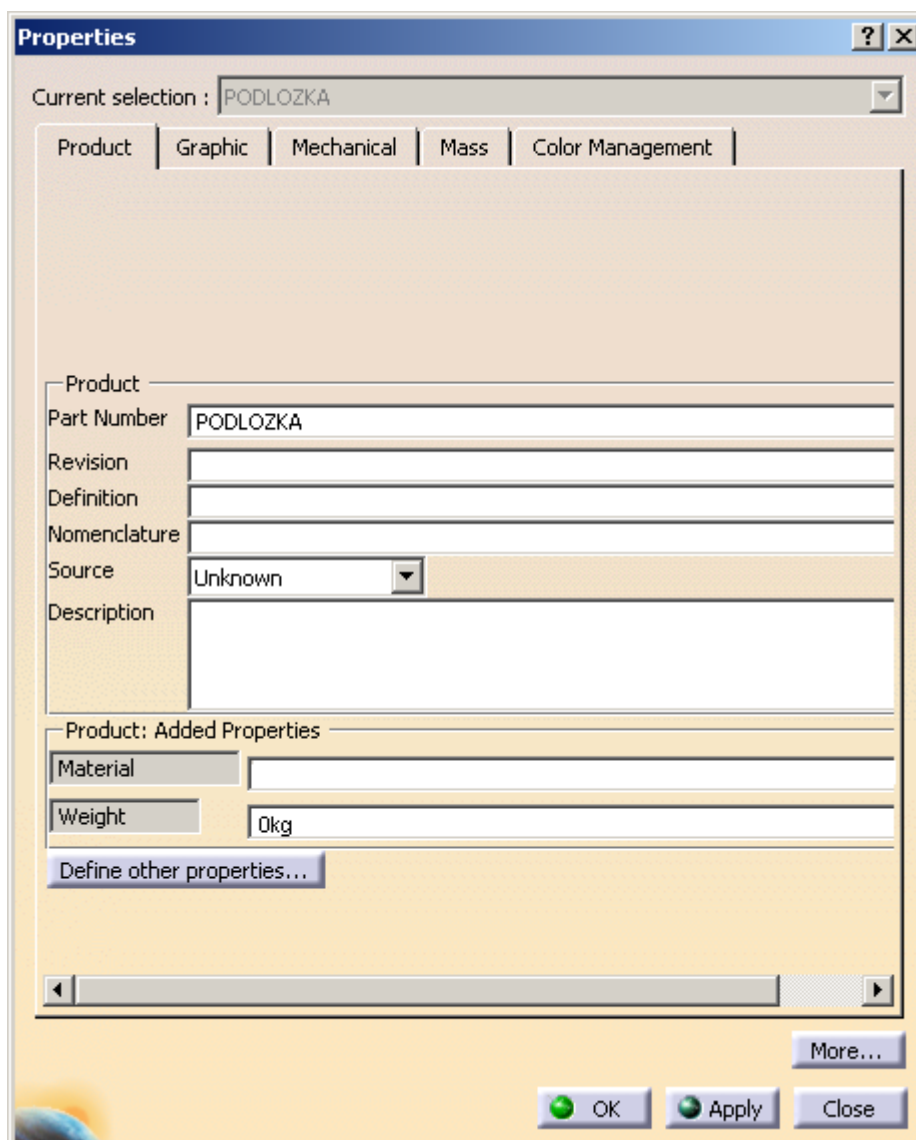 Properties
Current selection : PODLOZKA
Product Graphic Mechanical Mass Color Management
Product
Part Number PODLOZKA
Revision
Definition
Nomenclature
Source Unknown
Description
Product: Added Properties
Material
Weight 0kg
Define other properties...
More...
OK Apply Close